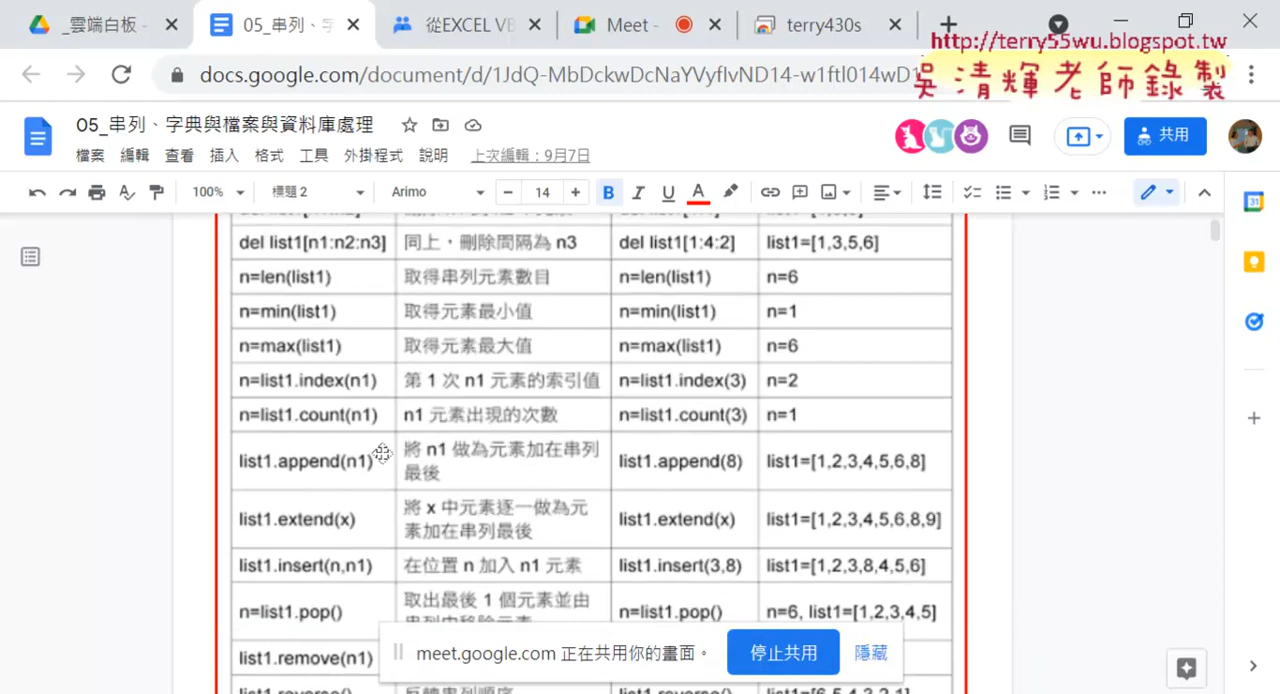 _雲端白板 -
05_串列、字
從EXCEL VB
Meet -
terry430s
http://terry55wu.blogspot.tw
docs.google.com/document/d/1JdQ-MbDckwDcNaYVyfIvND14-w1ftl014wD1
吳清輝老師錄製
05_串列、字典與檔案與資料庫處理
共用
檔案 編輯 查看 插入 格式 工具 外掛程式 說明 上次編輯:9月7日
100% 標題 2 Arimo 14 B I U A
31
del list1[n1:n2:n3] 同上,刪除間隔為 n3 del list1[1:4:2] list1=[1,3,5,6]
n=len(list1) 取得串列元素數目 n=len(list1) n=6
n=min(list1) 取得元素最小值 n=min(list1) n=1
n=max(list1) 取得元素最大值 n=max(list1) n=6
n=list1.index(n1) 第 1 次 n1 元素的索引值 n=list1.index(3) n=2
n=list1.count(n1) n1 元素出現的次數 n=list1.count(3) n=1
list1.append(n1) 將 n1 做為元素加在串列 list1.append(8) list1=[1,2,3,4,5,6,8]
最後
list1.extend(x) 將 x 中元素逐一做為元 list1.extend(x) list1=[1,2,3,4,5,6,8,9]
素加在串列最後
list1.insert(n,n1) 在位置 n 加入 n1 元素 list1.insert(3,8) list1=[1,2,3,8,4,5,6]
n=list1.pop() 取出最後 1 個元素並由 n=list1.pop() n=6, list1=[1,2,3,4,5]
list1.remove(n1)
meet.google.com 正在共用你的畫面。 停止共用 隱藏